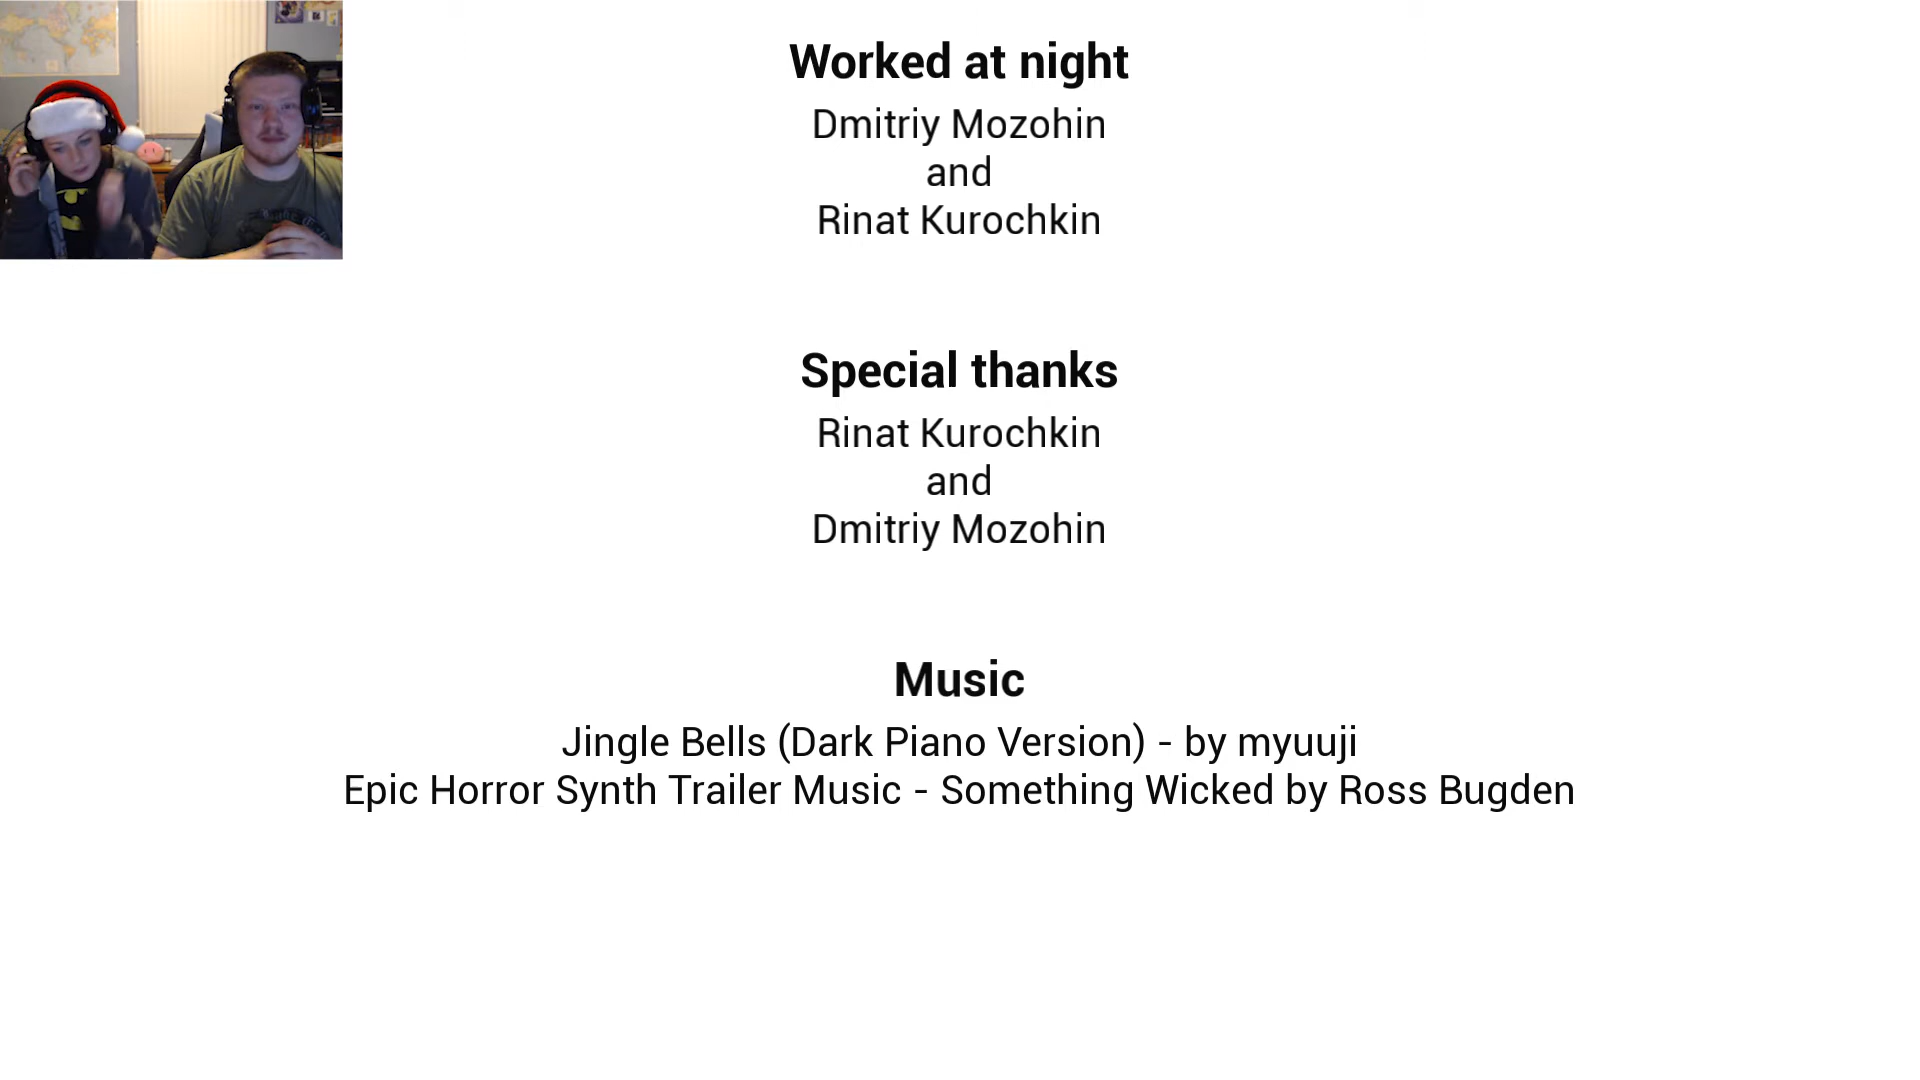 Worked at night
Dmitriy Mozohin
and
Rinat Kurochkin
Special thanks
Rinat Kurochkin
and
Dmitriy Mozohin
Music
Jingle Bells (Dark Piano Version) - by myuuji
Epic Horror Synth Trailer Music - Something Wicked by Ross Bugden